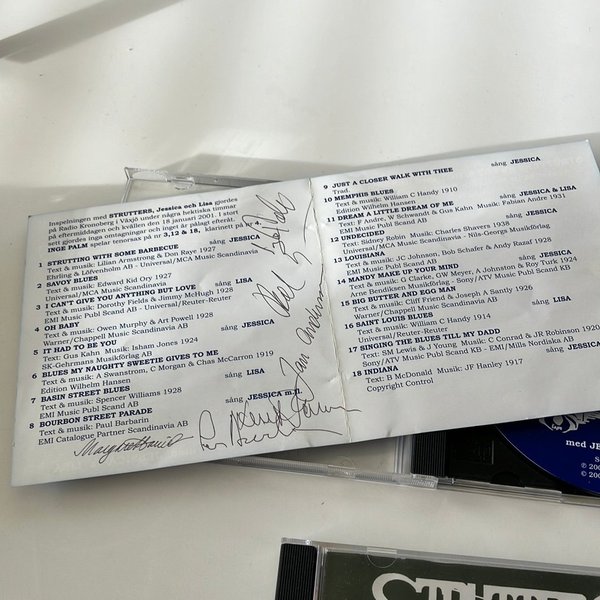 Inspelningen med STRUTTERS, Jessica och Lisa gjordes
på Radio Kronoberg i Växjö under några hektiska timmar
på eftermiddagen och kvällen den 18 januari 2001. I stort
sett gjordes inga omtagningar och inget är pålagt efteråt.
INGE PALM spelar tenorsax på nr 3,12 & 18, klarinett på nr
1 STRUTTING WITH SOME BARBECUE sång JESSICA
Text & musik: Lilian Armstrong & Don Raye 1927
Ehrling & Löfvenholm AB - Universal/MCA Music Scandinavia
2 SAVOY BLUES
Text & musik: Edward Kid Ory 1927
Universal/MCA Music Scandinavia
3 I CAN'T GIVE YOU ANYTHING BUT LOVE sång LISA
Text & musik: Dorothy Fields & Jimmy McHugh 1928
EMI Music Publ Scand AB - Universal-Reuter-Reuter
4 OH BABY sång JESSICA
Text & musik: Owen Murphy & Art Powell 1928
Warner/Chappell Music Scandinavia AB
5 IT HAD TO BE YOU sång JESSICA
Text: Gus Kahn Musik: Isham Jones 1924
SK-Gehrmans Musikförlag AB
6 BLUES MY NAUGHTY SWEETIE GIVES TO ME sång LISA
Text & musik: A Swanstrom, C Morgan & Chas McCarron 1919
Edition Wilhelm Hansen
7 BASIN STREET BLUES sång JESSICA m.fl.
Text & musik: Spencer Williams 1928
EMI Music Publ Scand AB
8 BOURBON STREET PARADE
Text & musik: Paul Barbarin
EMI Catalogue Partner Scandinavia AB
9 JUST A CLOSER WALK WITH THEE sång JESSICA
Trad.
10 MEMPHIS BLUES
Text & musik: William C Handy 1910
Edition Wilhelm Hansen
11 DREAM A LITTLE DREAM OF ME sång JESSICA & LISA
Text: F Andre, W Schwandt & Gus Kahn Musik: Fabian Andre 1931
EMI Music Publ Scand AB
12 UNDECIDED sång JESSICA
Text: Sidney Robin Musik: Charles Shavers 1938
Universal/MCA Music Scandinavia - Nils-Georgs Musikförlag
13 LOUISIANA
Text & musik: JC Johnson, Bob Schafer & Andy Razaf 1928
EMI Music Publ Scand AB
14 MANDY MAKE UP YOUR MIND sång JESSICA
Text & musik: G Clarke, GW Meyer, A Johnston & Roy Turk 1924
Arne Bendiksen Musikförlag - Sony/ATV Music Publ Scand KB
15 BIG BUTTER AND EGG MAN sång LISA
Text & musik: Cliff Friend & Joseph A Santly 1926
Warner/Chappell Music Scandinavia AB
16 SAINT LOUIS BLUES sång LISA
Text & musik: William C Handy 1914
Universal/Reuter-Reuter
17 SINGING THE BLUES TILL MY DADD
Text: SM Lewis & J Young Musik: C Conrad & JR Robinson 1920
Sony/ATV Music Publ Scand KB - EMI/Mills Nordiska AB
18 INDIANA sång JESSICA
Text: B McDonald Musik: JF Hanley 1917
Copyright Control
med JE